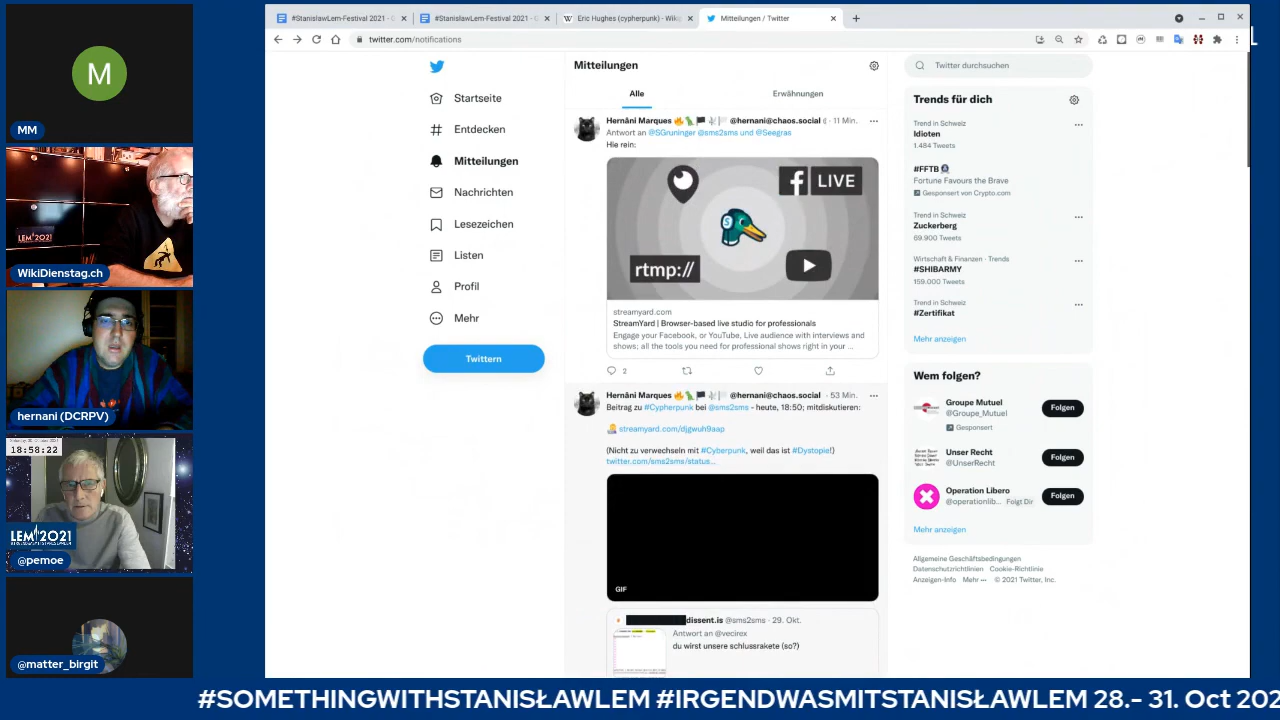 M
MM
LEM'2021
WikiDienstag.ch
hernani (DCRPV)
LEM'2021
@pemoe
@matter_birgit
#StanislawLem-Festival 2021 -
#StanislawLem-Festival 2021 -
Eric Hughes (cypherpunk) - Wiki
Mitteilungen / Twitter
twitter.com/notifications
Startseite
Entdecken
Mitteilungen
Nachrichten
Lesezeichen
Listen
Profil
Mehr
Twittern
Mitteilungen
Alle
Erwähnungen
Hernâni Marques @hernani@chaos.social · 11 Min.
Antwort an @SGruninger @sms2sms und @Seegras
Hie rein:
f LIVE
S
rtmp://
streamyard.com
StreamYard | Browser-based live studio for professionals
Engage your Facebook, or YouTube, Live audience with interviews and
shows; all the tools you need for professional shows right in your ...
2
Hernâni Marques @hernani@chaos.social · 53 Min.
Beitrag zu #Cypherpunk bei @sms2sms - heute, 18:50; mitdiskutieren:
streamyard.com/djgwuh9aap
(Nicht zu verwechseln mit #Cyberpunk, weil das ist #Dystopie!)
twitter.com/sms2sms/status...
GIF
dissent.is @sms2sms · 29. Okt.
Antwort an @vecirex
du wirst unsere schlussrakete (so?)
Twitter durchsuchen
Trends für dich
Trend in Schweiz
Idioten
1.484 Tweets
#FFTB
Fortune Favours the Brave
Gesponsert von Crypto.com
Trend in Schweiz
Zuckerberg
69.900 Tweets
Wirtschaft & Finanzen · Trends
#SHIBARMY
159.000 Tweets
Trend in Schweiz
#Zertifikat
Mehr anzeigen
Wem folgen?
Groupe Mutuel
@Groupe_Mutuel
Gesponsert
Folgen
Unser Recht
@UnserRecht
Folgen
Operation Libero
@operationlib... Folgt Dir
Folgen
Mehr anzeigen
Allgemeine Geschäftsbedingungen
Datenschutzrichtlinien Cookie-Richtlinie
Anzeigen-Info Mehr ··· © 2021 Twitter, Inc.
#SOMETHINGWITHSTANISŁAWLEM #IRGENDWASMITSTANISŁAWLEM 28.- 31. Oct 202